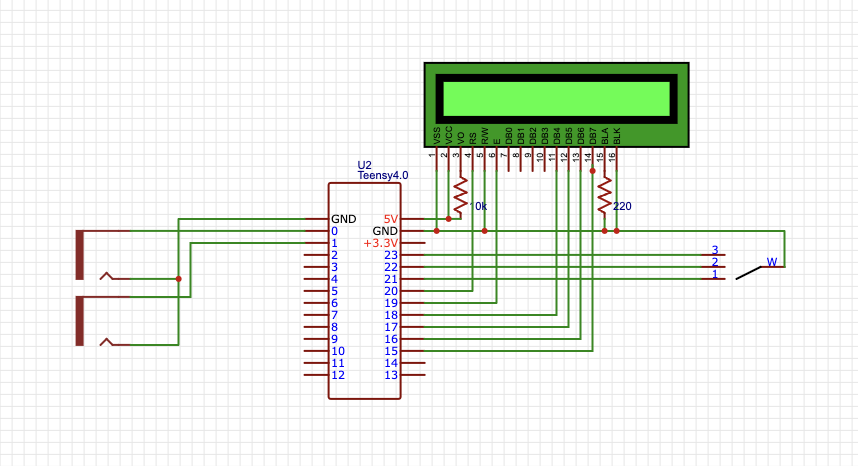 VSS
VCC
VO
RS
R/W
E
DB0
DB1
DB2
DB3
DB4
DB5
DB6
DB7
BLA
BLK
1
2
3
4
5
6
7
8
9
10
11
12
13
14
15
16
U2
Teensy4.0
10k
220
GND 5V
0 GND
1 +3.3V
2 23
3 22
4 21
5 20
6 19
7 18
8 17
9 16
10 15
11 14
12 13
3
2
1
W